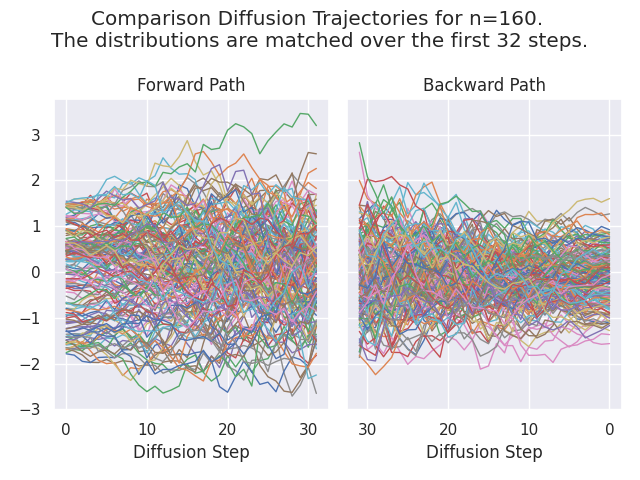 Comparison Diffusion Trajectories for n=160.
The distributions are matched over the first 32 steps.
Forward Path
Backward Path
3
2
1
0
−1
−2
−3
0 10 20 30
30 20 10 0
Diffusion Step
Diffusion Step